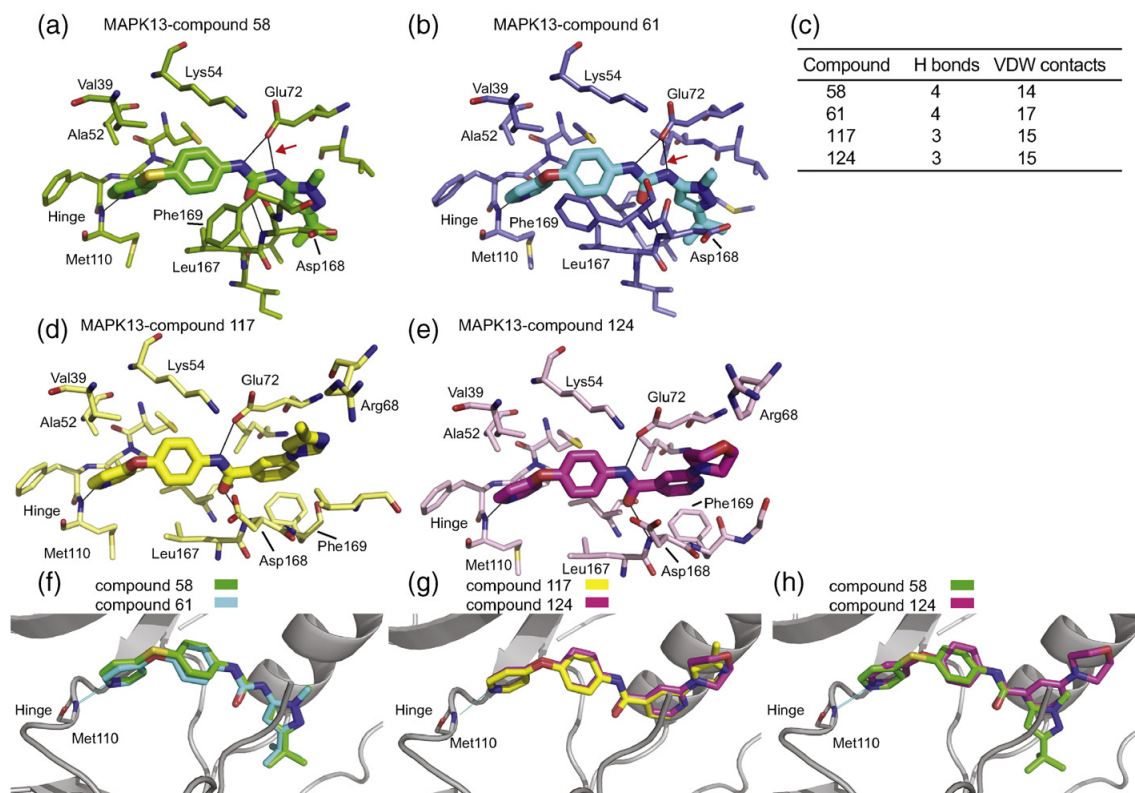 (a)
MAPK13-compound 58
Lys54
Val39
Glu72
Ala52
Phe169
Hinge
Met110
Leu167
Asp168
(b)
MAPK13-compound 61
Lys54
Val39
Glu72
Ala52
Hinge
Phe169
Met110
Leu167
Asp168
(c)
Compound H bonds VDW contacts
58 4 14
61 4 17
117 3 15
124 3 15
(d)
MAPK13-compound 117
Lys54
Val39
Glu72
Arg68
Ala52
Hinge
Met110
Leu167
Asp168
Phe169
(e)
MAPK13-compound 124
Lys54
Val39
Glu72
Arg68
Ala52
Hinge
Phe169
Met110
Leu167
Asp168
(f)
compound 58
compound 61
Hinge
Met110
(g)
compound 117
compound 124
Hinge
Met110
(h)
compound 58
compound 124
Hinge
Met110